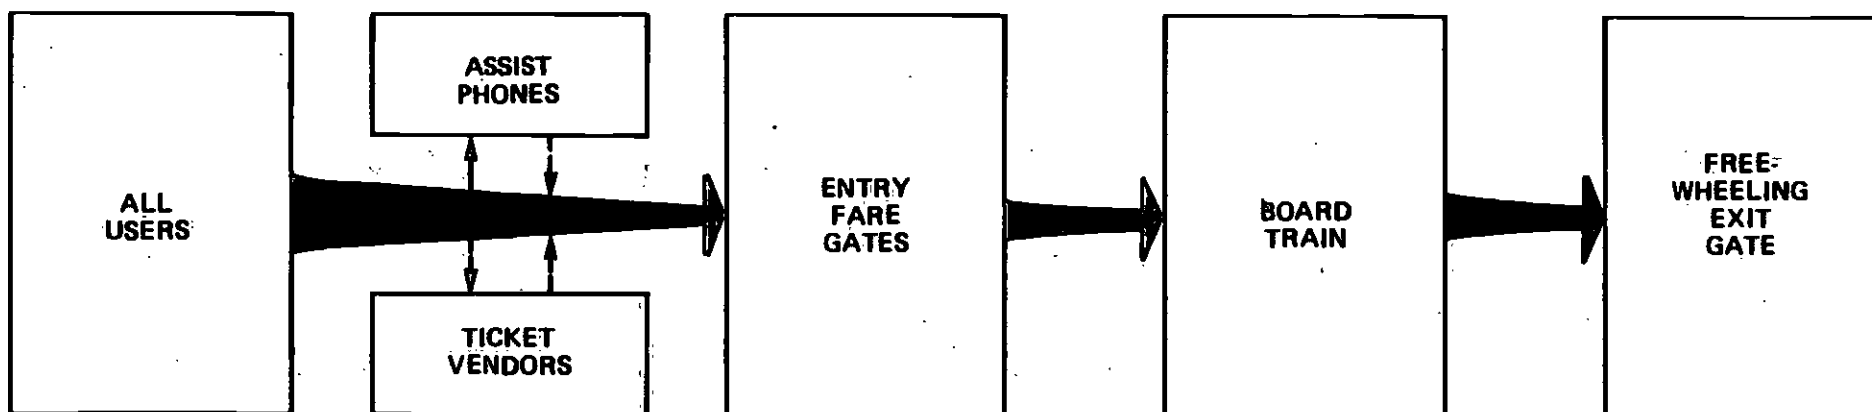 ALL
USERS
ASSIST
PHONES
TICKET
VENDORS
ENTRY
FARE
GATES
BOARD
TRAIN
FREE-
WHEELING
EXIT
GATE